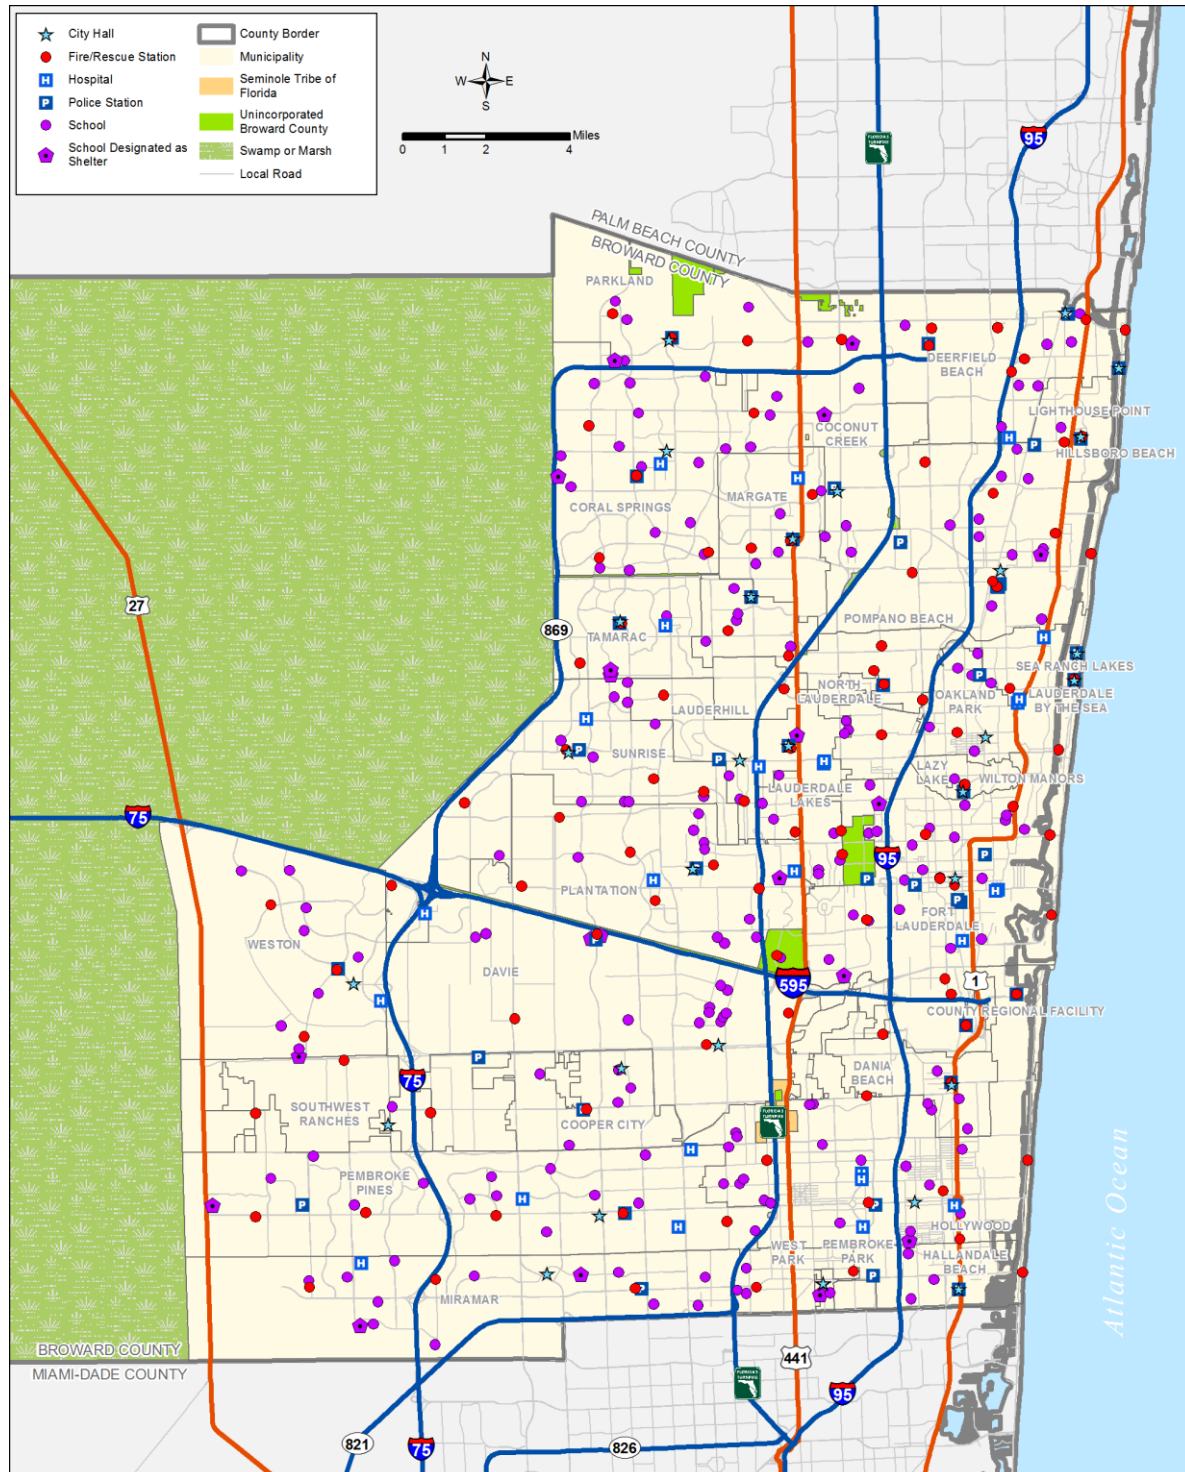 City Hall
Fire/Rescue Station
H
Hospital
P
Police Station
School
School Designated as
Shelter
County Border
Municipality
Seminole Tribe of
Florida
Unincorporated
Broward County
Swamp or Marsh
Local Road
N
W E
S
Miles
0 1 2 4
95
PALM BEACH COUNTY
BROWARD COUNTY
PARKLAND
DEERFIELD
BEACH
LIGHTHOUSE POINT
COCONUT
CREEK
HILLSBORO BEACH
MARGATE
CORAL SPRINGS
27
869
TAMARAC
POMPANO BEACH
SEA RANCH LAKES
NORTH
LAUDERDALE
OAKLAND
PARK
LAUDERDALE
BY THE SEA
LAUDERHILL
SUNRISE
LAZY
LAKE
WILTON MANORS
LAUDERDALE
LAKES
75
95
PLANTATION
FORT
LAUDERDALE
WESTON
DAVIE
595
1
COUNTY REGIONAL FACILITY
75
DANIA
BEACH
SOUTHWEST
RANCHES
COOPER CITY
FLORIDA'S
TURNPIKE
PEMBROKE
PINES
HOLLYWOOD
WEST
PARK
PEMBROKE
PARK
HALLANDALE
BEACH
MIRAMAR
Atlantic Ocean
BROWARD COUNTY
MIAMI-DADE COUNTY
441
95
821
75
826